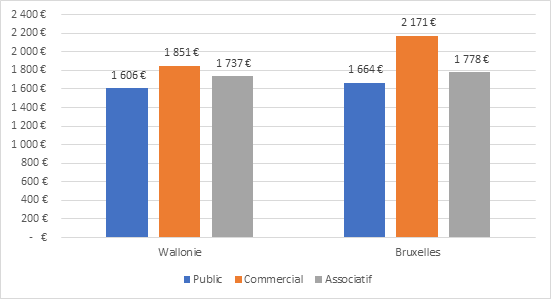 2 400 €
2 200 €
2 000 €
1 800 €
1 600 €
1 400 €
1 200 €
1 000 €
800 €
600 €
400 €
200 €
- €
1 606 €
1 851 €
1 737 €
1 664 €
2 171 €
1 778 €
Wallonie
Bruxelles
Public
Commercial
Associatif